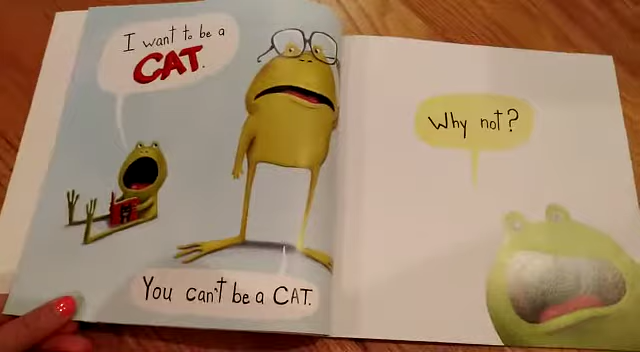 I want to be a
CAT.
You can't be a CAT.
Why not?